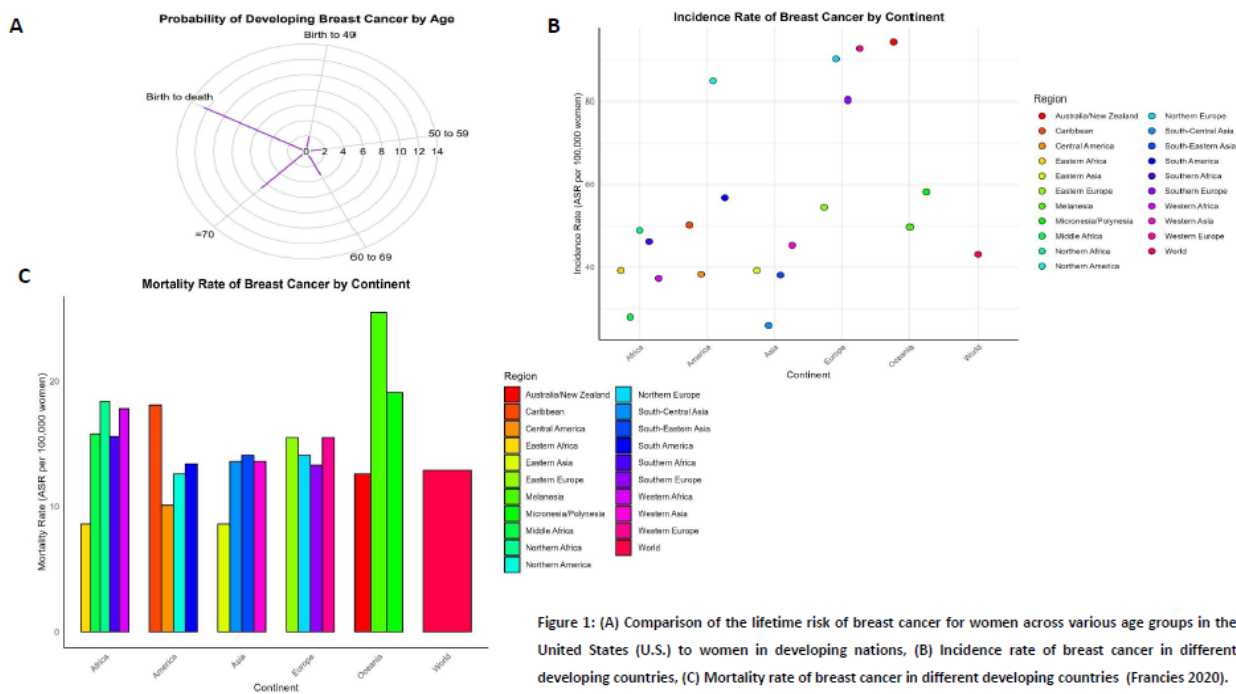 A
Probability of Developing Breast Cancer by Age
Birth to 49
Birth to death
50 to 59
0 2 4 6 8 10 12 14
=70
60 to 69
B
Incidence Rate of Breast Cancer by Continent
Incidence Rate (ASR per 100,000 women)
80
60
40
Africa
America
Asia
Europe
Oceania
World
Continent
Region
Australia/New Zealand
Caribbean
Central America
Eastern Africa
Eastern Asia
Eastern Europe
Melanesia
Micronesia/Polynesia
Middle Africa
Northern Africa
Northern America
Northern Europe
South-Central Asia
South-Eastern Asia
South America
Southern Africa
Southern Europe
Western Africa
Western Asia
Western Europe
World
C
Mortality Rate of Breast Cancer by Continent
Mortality Rate (ASR per 100,000 women)
20
10
0
Africa
America
Asia
Europe
Oceania
World
Continent
Region
Australia/New Zealand
Caribbean
Central America
Eastern Africa
Eastern Asia
Eastern Europe
Melanesia
Micronesia/Polynesia
Middle Africa
Northern Africa
Northern America
Northern Europe
South-Central Asia
South-Eastern Asia
South America
Southern Africa
Southern Europe
Western Africa
Western Asia
Western Europe
World
Figure 1: (A) Comparison of the lifetime risk of breast cancer for women across various age groups in the
United States (U.S.) to women in developing nations, (B) Incidence rate of breast cancer in different
developing countries, (C) Mortality rate of breast cancer in different developing countries (Francies 2020).